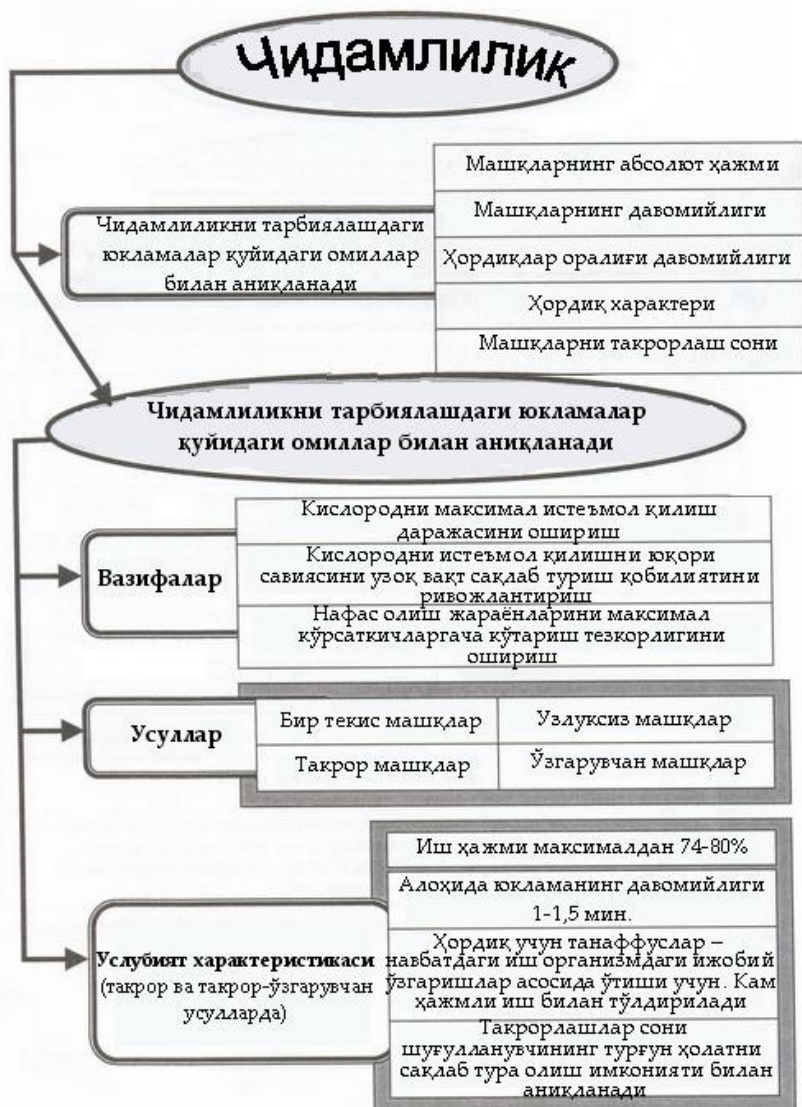 Чидамлилиқ
Чидамлиликни тарбиялашдаги
юкламалар қуйидаги омиллар
билан аниқланади
Машқларнинг абсолют ҳажми
Машқларнинг давомийлиги
Ҳордиқлар оралиғи давомийлиги
Ҳордиқ характери
Машқларни такрорлаш сони
Чидамлиликни тарбиялашдаги юкламалар
қуйидаги омиллар билан аниқланади
Вазифалар
Кислородни максимал истеъмол қилиш
даражасини ошириш
Кислородни истеъмол қилишни юқори
савиясини узоқ вақт сақлаб туриш қобилиятини
ривожлантириш
Нафас олиш жараёнларини максимал
кўрсаткичларгача кўтариш тезкорлигини
ошириш
Усуллар
Бир текис машқлар
Узлуксиз машқлар
Такрор машқлар
Ўзгарувчан машқлар
Услубият характеристикаси
(такрор ва такрор-ўзгарувчан
усулларда)
Иш ҳажми максималдан 74-80%
Алоҳида юкламанинг давомийлиги
1-1,5 мин.
Ҳордиқ учун танаффуслар –
навбатдаги иш организмдаги ижобий
ўзгаришлар асосида ўтиши учун. Кам
ҳажмли иш билан тўлдирилади
Такрорлашлар сони
шуғулланувчининг турғун ҳолатни
сақлаб тура олиш имконияти билан
аниқланади